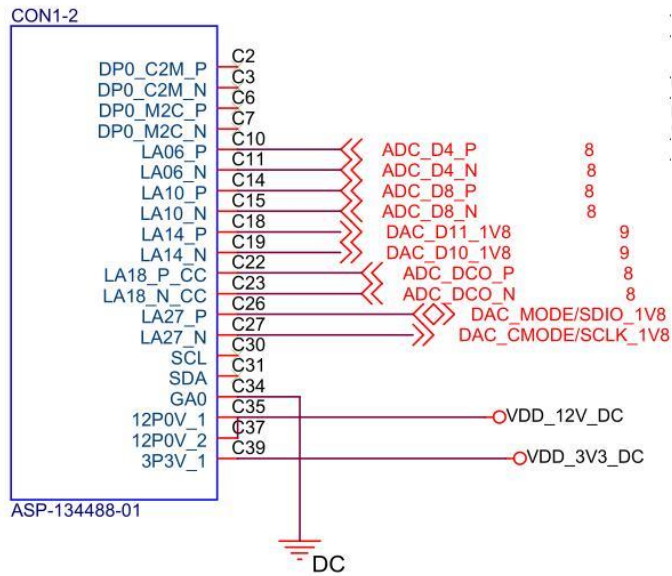 CON1-2
C2
DP0_C2M_P
C3
DP0_C2M_N
C6
DP0_M2C_P
C7
DP0_M2C_N
C10
LA06_P ADC_D4_P 8
C11
LA06_N ADC_D4_N 8
C14
LA10_P ADC_D8_P 8
C15
LA10_N ADC_D8_N 8
C18
LA14_P DAC_D11_1V8 9
C19
LA14_N DAC_D10_1V8 9
C22
LA18_P_CC ADC_DCO_P 8
C23
LA18_N_CC ADC_DCO_N 8
C26
LA27_P DAC_MODE/SDIO_1V8
C27
LA27_N DAC_CMODE/SCLK_1V8
C30
SCL
C31
SDA
C34
GA0
C35
12P0V_1 VDD_12V_DC
C37
12P0V_2
C39
3P3V_1 VDD_3V3_DC
ASP-134488-01
DC